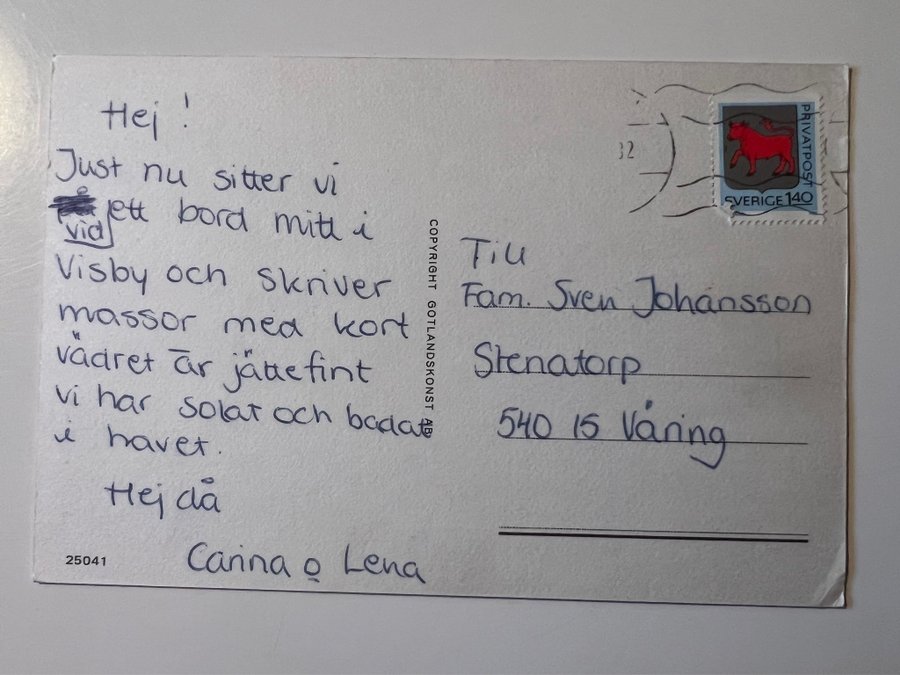 Hej!
Just nu sitter vi
vid ett bord mitt i
Visby och skriver
massor med kort
vädret är jättefint
vi har solat och badat
i havet.
Hej då
Carina o Lena
25041
COPYRIGHT GOTLANDSKONST AB
32
PRIVATPOST
SVERIGE 140
Till
Fam. Sven Johansson
Stenatorp
540 15 Våring